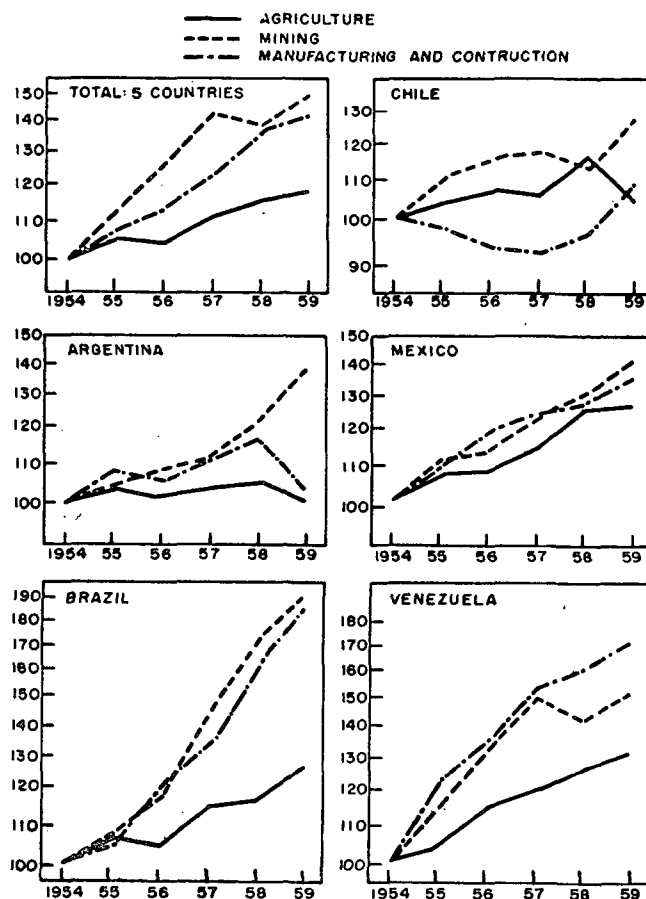 AGRICULTURE
MINING
MANUFACTURING AND CONTRUCTION
TOTAL: 5 COUNTRIES
150
140
130
120
110
100
1954 55 56 57 58 59
CHILE
130
120
110
100
90
1954 55 56 57 58 59
ARGENTINA
150
140
130
120
110
100
1954 55 56 57 58 59
MEXICO
150
140
130
120
110
100
1954 55 56 57 58 59
BRAZIL
190
180
170
160
150
140
130
120
110
100
1954 55 56 57 58 59
VENEZUELA
180
170
160
150
140
130
120
110
100
1954 55 56 57 58 59